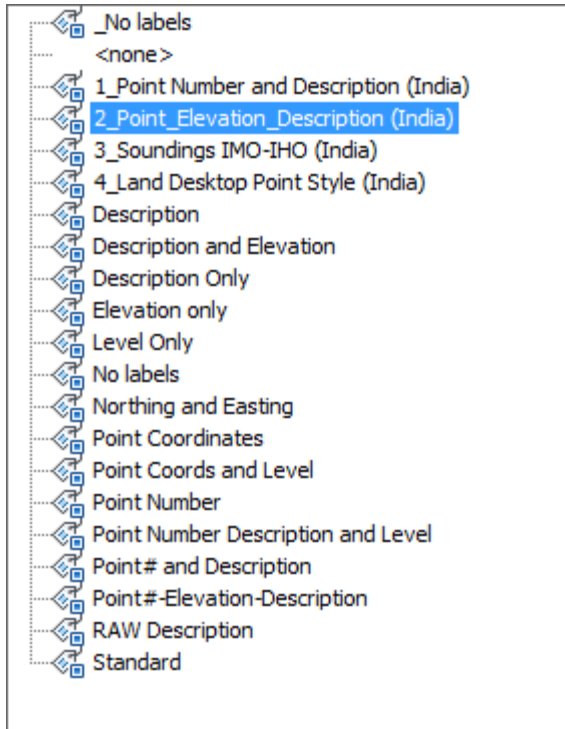 _No labels
<none>
1_Point Number and Description (India)
2_Point_Elevation_Description (India)
3_Soundings IMO-IHO (India)
4_Land Desktop Point Style (India)
Description
Description and Elevation
Description Only
Elevation only
Level Only
No labels
Northing and Easting
Point Coordinates
Point Coords and Level
Point Number
Point Number Description and Level
Point# and Description
Point#-Elevation-Description
RAW Description
Standard